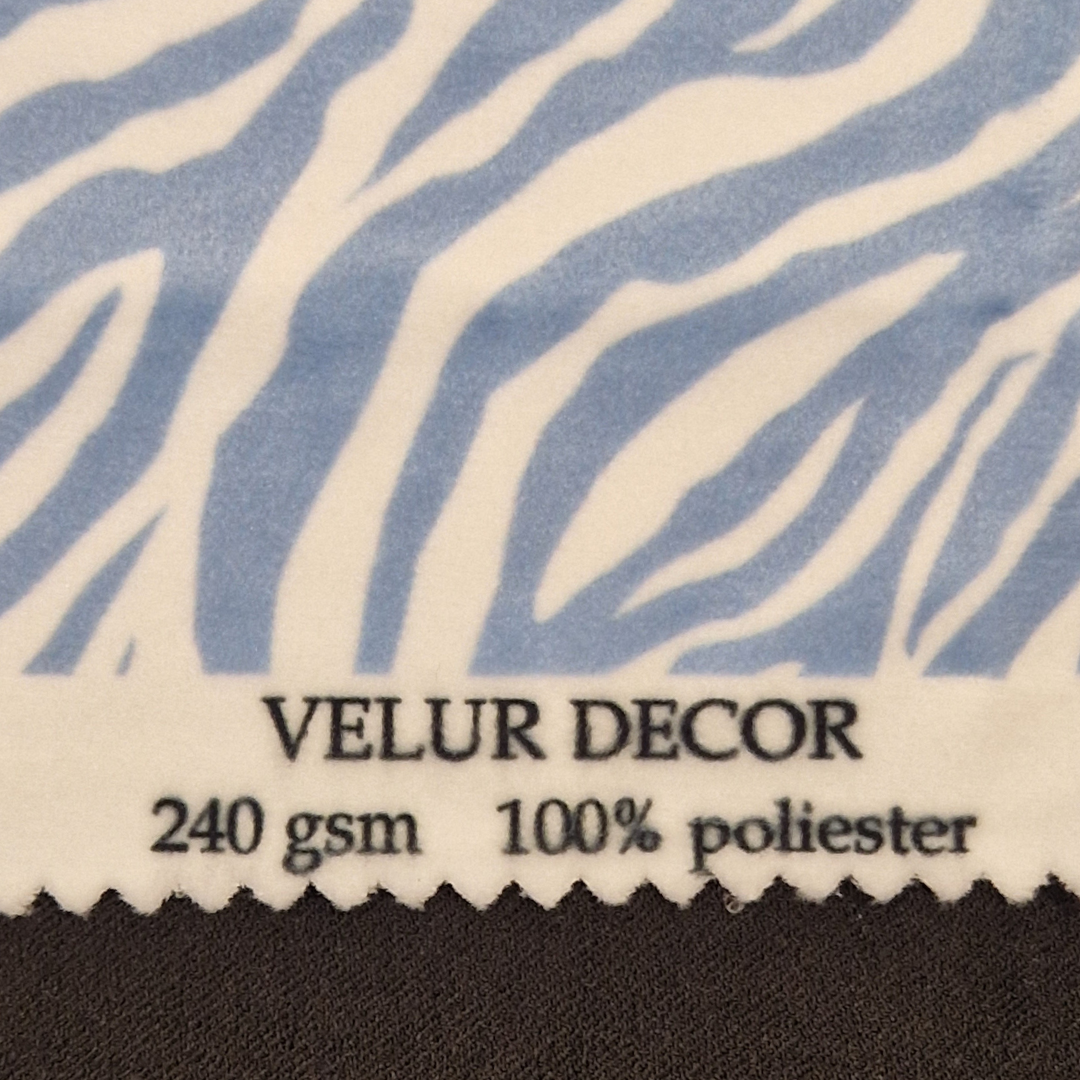 VELUR DECOR
240 gsm 100% poliester